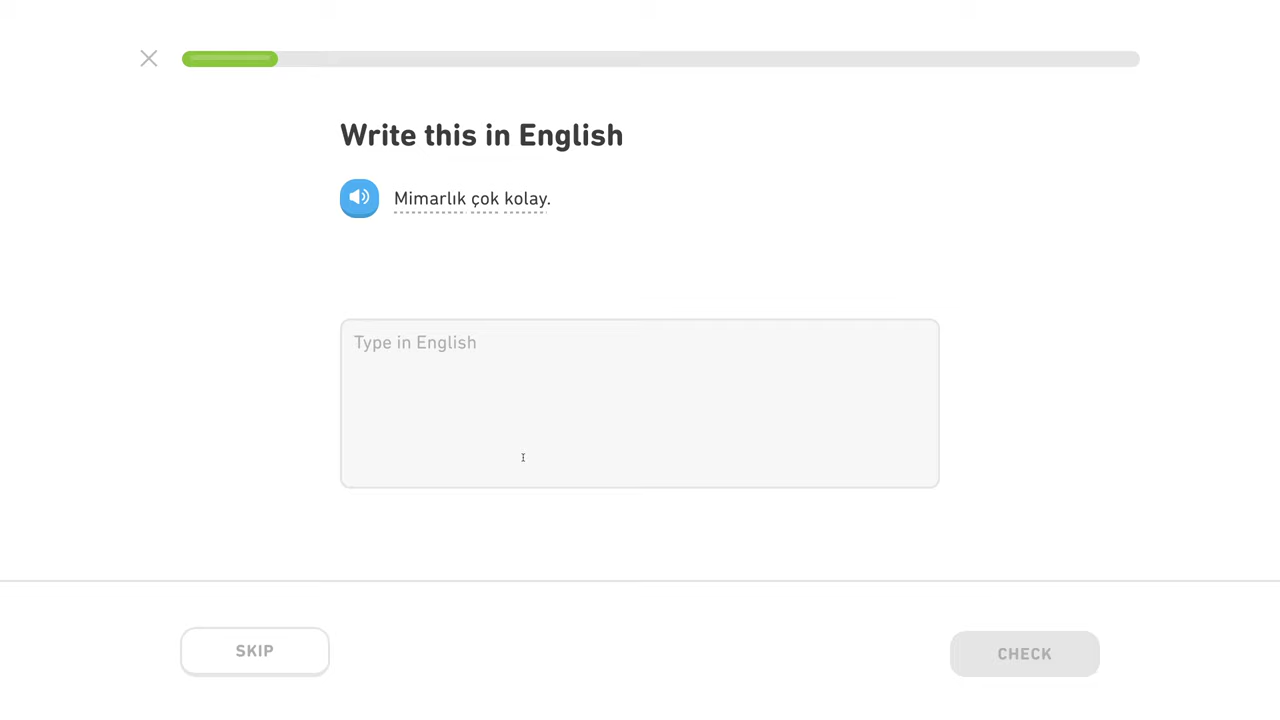 Write this in English
Mimarlık çok kolay.
Type in English
SKIP
CHECK